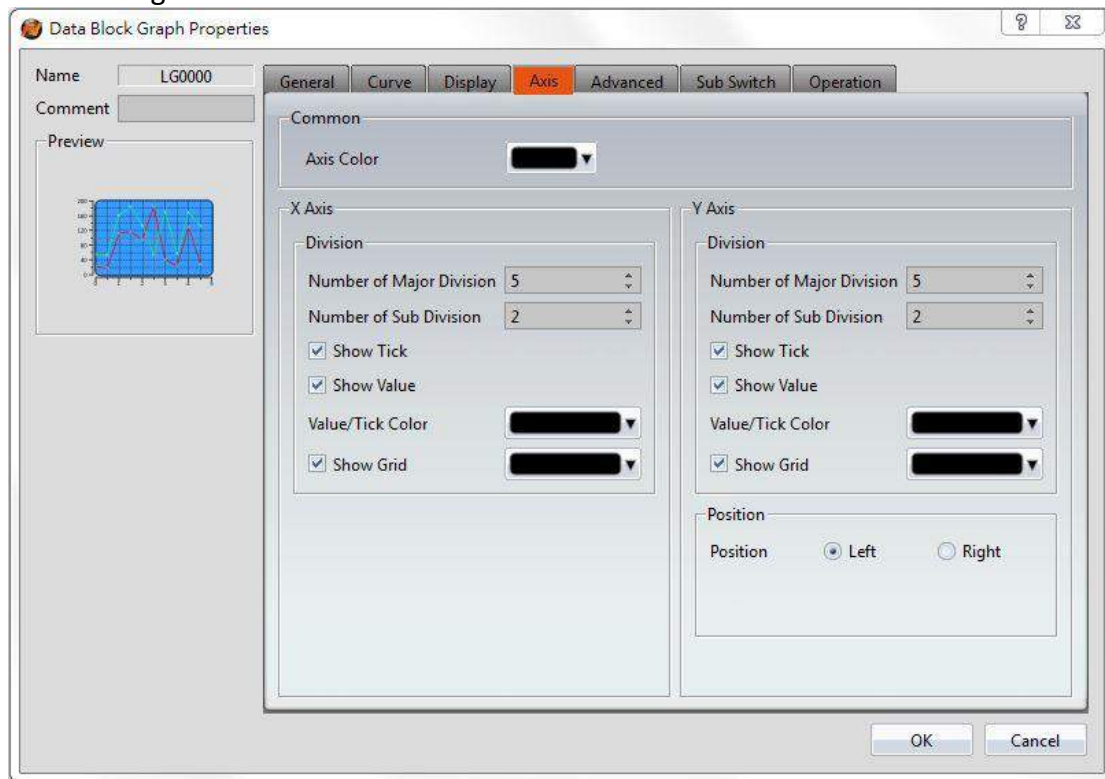 Data Block Graph Properties
Name LG0000
Comment
Preview
General Curve Display Axis Advanced Sub Switch Operation
Common
Axis Color
X Axis
Division
Number of Major Division 5
Number of Sub Division 2
Show Tick
Show Value
Value/Tick Color
Show Grid
Y Axis
Division
Number of Major Division 5
Number of Sub Division 2
Show Tick
Show Value
Value/Tick Color
Show Grid
Position
Position Left Right
OK Cancel